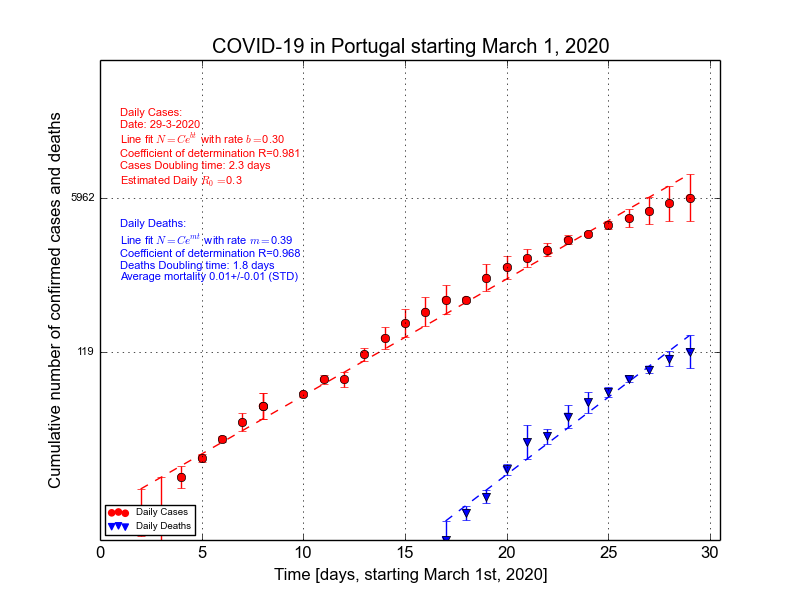 COVID-19 in Portugal starting March 1, 2020
Daily Cases:
Date: 29-3-2020
Line fit N = Ce^{bt} with rate b =0.30
Coefficient of determination R=0.981
Cases Doubling time: 2.3 days
Estimated Daily R_0 =0.3
Daily Deaths:
Line fit N = Ce^{mt} with rate m =0.39
Coefficient of determination R=0.968
Deaths Doubling time: 1.8 days
Average mortality 0.01+/-0.01 (STD)
Cumulative number of confirmed cases and deaths
5962
119
Daily Cases
Daily Deaths
0 5 10 15 20 25 30
Time [days, starting March 1st, 2020]